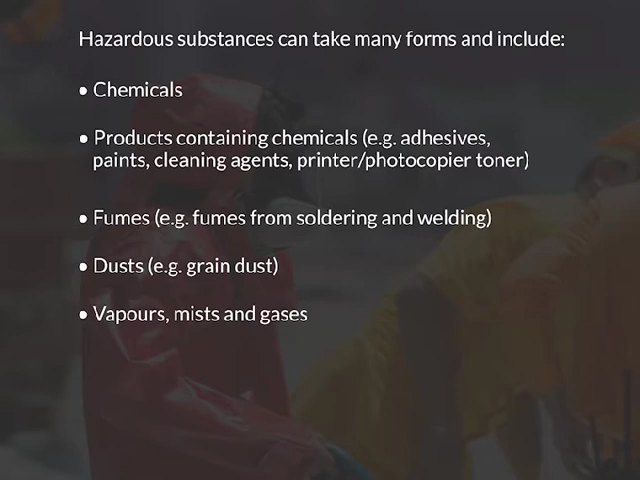 Hazardous substances can take many forms and include:
• Chemicals
• Products containing chemicals (e.g. adhesives,
paints, cleaning agents, printer/photocopier toner)
• Fumes (e.g. fumes from soldering and welding)
• Dusts (e.g. grain dust)
• Vapours, mists and gases